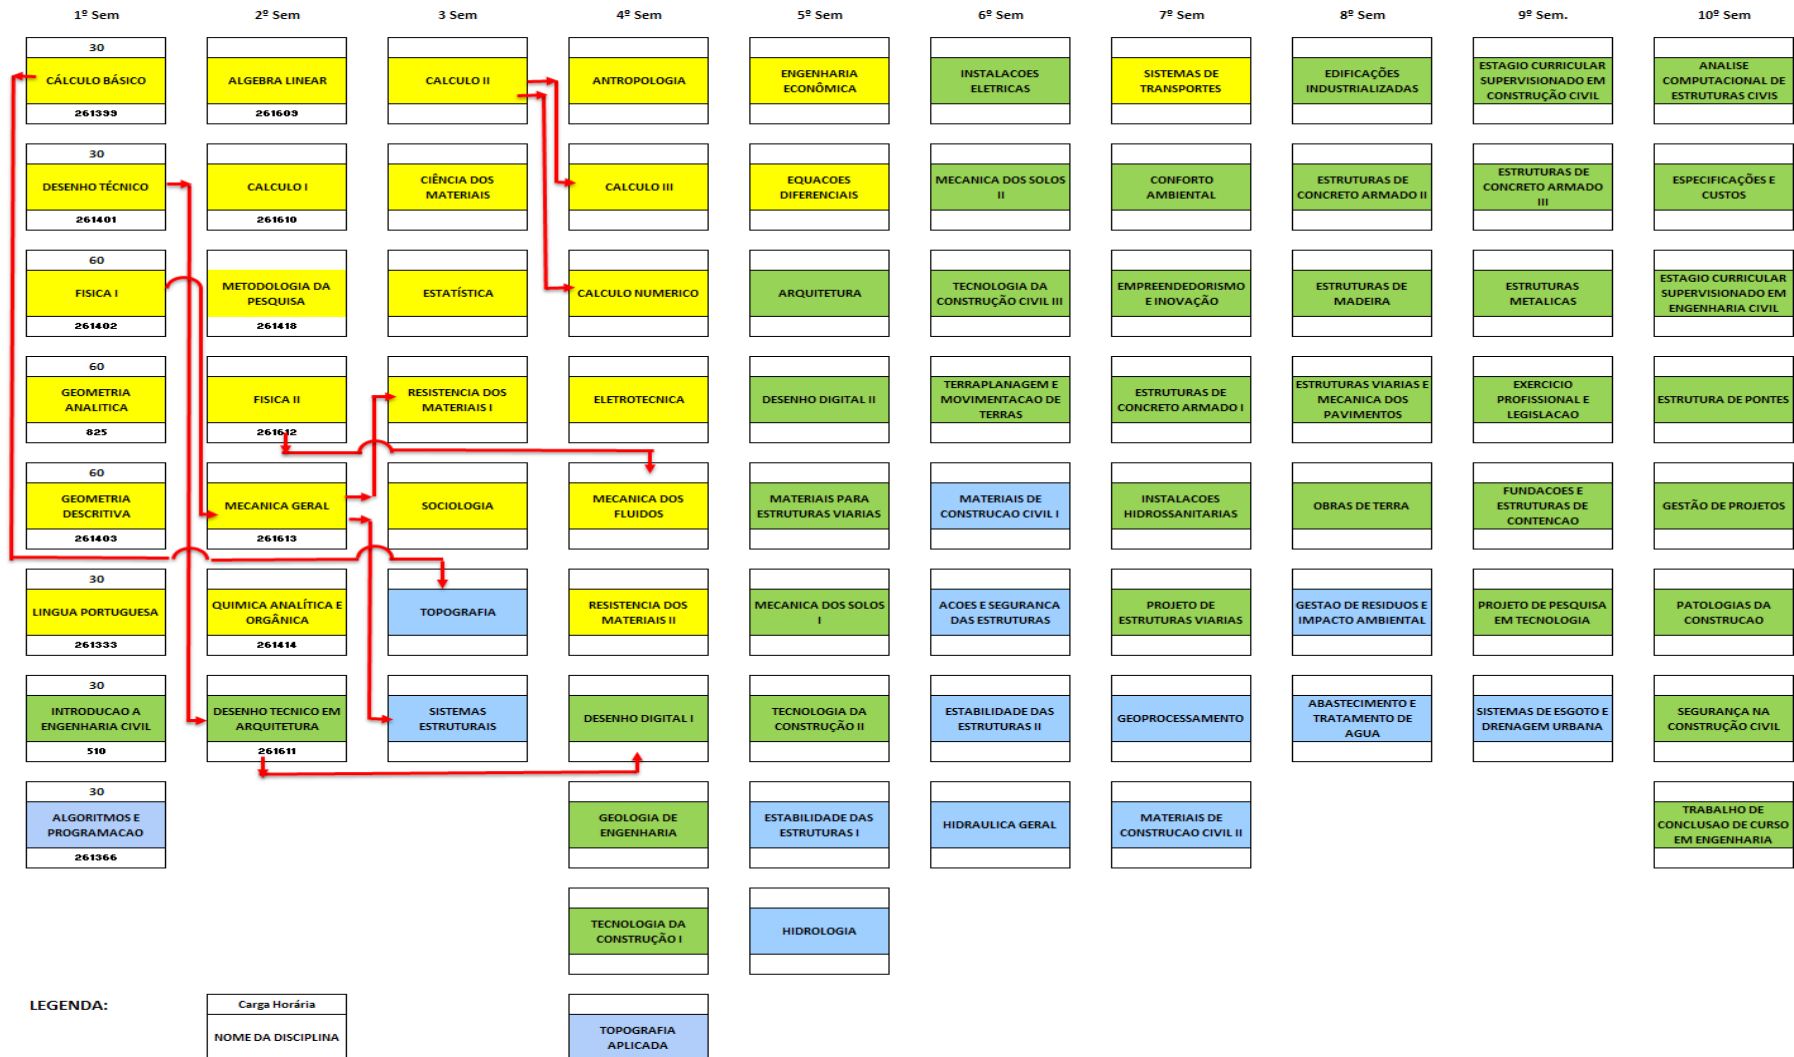 1º Sem
2º Sem
3 Sem
4º Sem
5º Sem
6º Sem
7º Sem
8º Sem
9º Sem.
10º Sem
30
CÁLCULO BÁSICO
261399
ALGEBRA LINEAR
261609
CALCULO II
ANTROPOLOGIA
ENGENHARIA
ECONÔMICA
INSTALACOES
ELETRICAS
SISTEMAS DE
TRANSPORTES
EDIFICAÇÕES
INDUSTRIALIZADAS
ESTAGIO CURRICULAR
SUPERVISIONADO EM
CONSTRUÇÃO CIVIL
ANALISE
COMPUTACIONAL DE
ESTRUTURAS CIVIS
30
DESENHO TÉCNICO
261401
CALCULO I
261610
CIÊNCIA DOS
MATERIAIS
CALCULO III
EQUACOES
DIFERENCIAIS
MECANICA DOS SOLOS
II
CONFORTO
AMBIENTAL
ESTRUTURAS DE
CONCRETO ARMADO II
ESTRUTURAS DE
CONCRETO ARMADO
III
ESPECIFICAÇÕES E
CUSTOS
60
FISICA I
261402
METODOLOGIA DA
PESQUISA
261418
ESTATÍSTICA
CALCULO NUMERICO
ARQUITETURA
TECNOLOGIA DA
CONSTRUÇÃO CIVIL III
EMPREENDEDORISMO
E INOVAÇÃO
ESTRUTURAS DE
MADEIRA
ESTRUTURAS
METALICAS
ESTAGIO CURRICULAR
SUPERVISIONADO EM
ENGENHARIA CIVIL
60
GEOMETRIA
ANALITICA
825
FISICA II
261612
RESISTENCIA DOS
MATERIAIS I
ELETROTECNICA
DESENHO DIGITAL II
TERRAPLANAGEM E
MOVIMENTACAO DE
TERRAS
ESTRUTURAS DE
CONCRETO ARMADO I
ESTRUTURAS VIARIAS E
MECANICA DOS
PAVIMENTOS
EXERCICIO
PROFISSIONAL E
LEGISLACAO
ESTRUTURA DE PONTES
60
GEOMETRIA
DESCRITIVA
261403
MECANICA GERAL
261613
SOCIOLOGIA
MECANICA DOS
FLUIDOS
MATERIAIS PARA
ESTRUTURAS VIARIAS
MATERIAIS DE
CONSTRUCAO CIVIL I
INSTALACOES
HIDROSSANITARIAS
OBRAS DE TERRA
FUNDACOES E
ESTRUTURAS DE
CONTENCAO
GESTÃO DE PROJETOS
30
LINGUA PORTUGUESA
261333
QUIMICA ANALÍTICA E
ORGÂNICA
261414
TOPOGRAFIA
RESISTENCIA DOS
MATERIAIS II
MECANICA DOS SOLOS
I
ACOES E SEGURANCA
DAS ESTRUTURAS
PROJETO DE
ESTRUTURAS VIARIAS
GESTAO DE RESIDUOS E
IMPACTO AMBIENTAL
PROJETO DE PESQUISA
EM TECNOLOGIA
PATOLOGIAS DA
CONSTRUCAO
30
INTRODUCAO A
ENGENHARIA CIVIL
510
DESENHO TECNICO EM
ARQUITETURA
261611
SISTEMAS
ESTRUTURAIS
DESENHO DIGITAL I
TECNOLOGIA DA
CONSTRUÇÃO II
ESTABILIDADE DAS
ESTRUTURAS II
GEOPROCESSAMENTO
ABASTECIMENTO E
TRATAMENTO DE
AGUA
SISTEMAS DE ESGOTO E
DRENAGEM URBANA
SEGURANÇA NA
CONSTRUÇÃO CIVIL
30
ALGORITMOS E
PROGRAMACAO
261366
GEOLOGIA DE
ENGENHARIA
ESTABILIDADE DAS
ESTRUTURAS I
HIDRAULICA GERAL
MATERIAIS DE
CONSTRUCAO CIVIL II
TRABALHO DE
CONCLUSAO DE CURSO
EM ENGENHARIA
TECNOLOGIA DA
CONSTRUÇÃO I
HIDROLOGIA
LEGENDA:
Carga Horária
NOME DA DISCIPLINA
TOPOGRAFIA
APLICADA